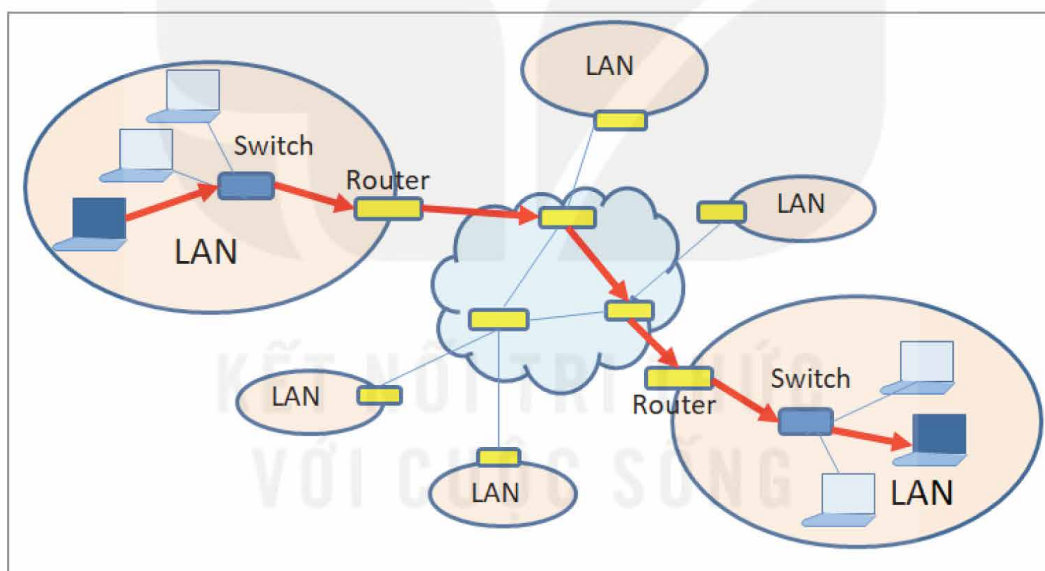 LAN
Switch
Router
LAN
LAN
LAN
LAN
Router
Switch
LAN
LAN
KẾT NỐI TRI THỨC
VỚI CUỘC SỐNG